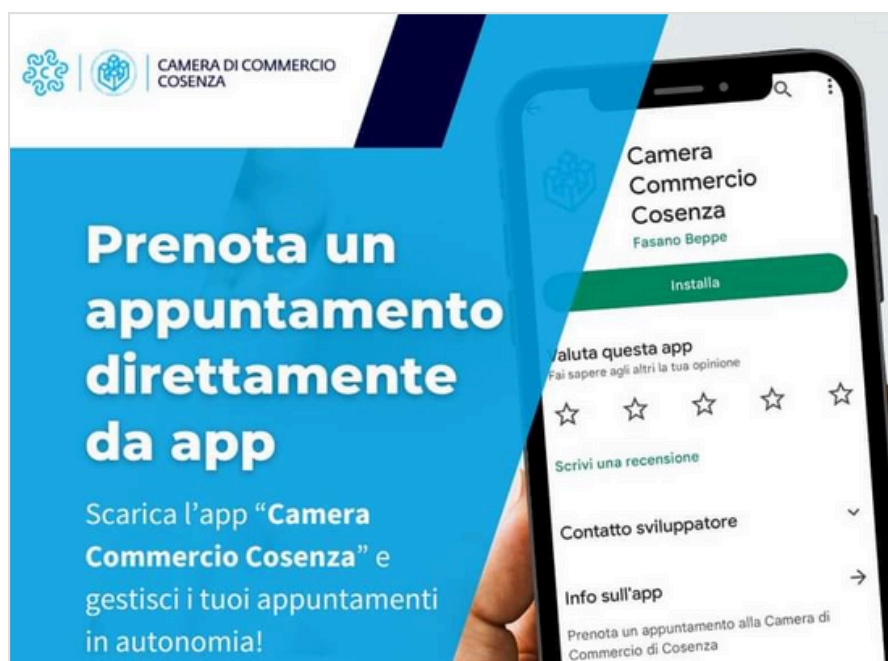 CAMERA DI COMMERCIO
COSENZA
Prenota un
appuntamento
direttamente
da app
Scarica l’app “Camera
Commercio Cosenza” e
gestisci i tuoi appuntamenti
in autonomia!
Camera
Commercio
Cosenza
Fasano Beppe
Installa
Valuta questa app
Fai sapere agli altri la tua opinione
Scrivi una recensione
Contatto sviluppatore
Info sull'app
Prenota un appuntamento alla Camera di
Commercio di Cosenza